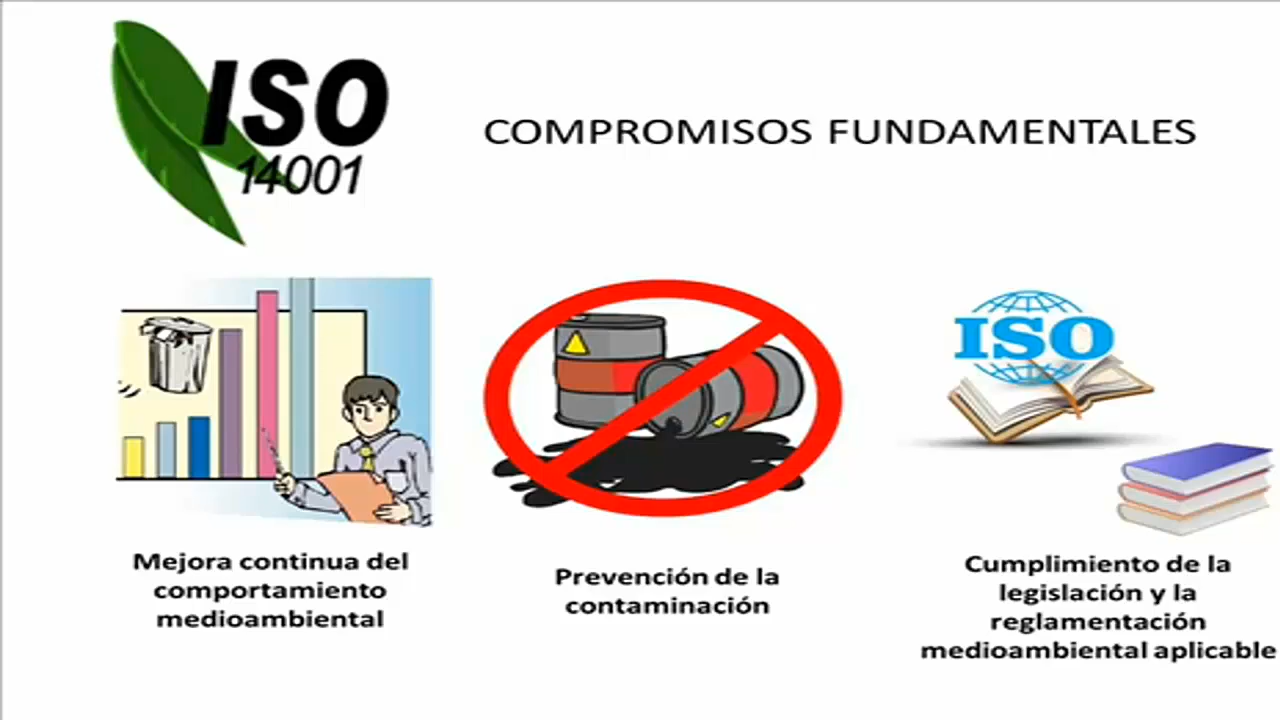 ISO
14001
COMPROMISOS FUNDAMENTALES
ISO
Mejora continua del
comportamiento
medioambiental
Prevención de la
contaminación
Cumplimiento de la
legislación y la
reglamentación
medioambiental aplicable